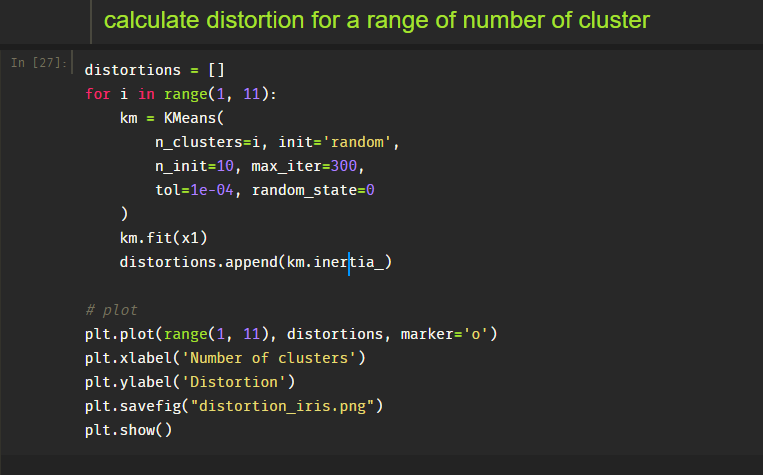 calculate distortion for a range of number of cluster
In [27]:
distortions = []
for i in range(1, 11):
    km = KMeans(
        n_clusters=i, init='random',
        n_init=10, max_iter=300,
        tol=1e-04, random_state=0
    )
    km.fit(x1)
    distortions.append(km.inertia_)

# plot
plt.plot(range(1, 11), distortions, marker='o')
plt.xlabel('Number of clusters')
plt.ylabel('Distortion')
plt.savefig("distortion_iris.png")
plt.show()